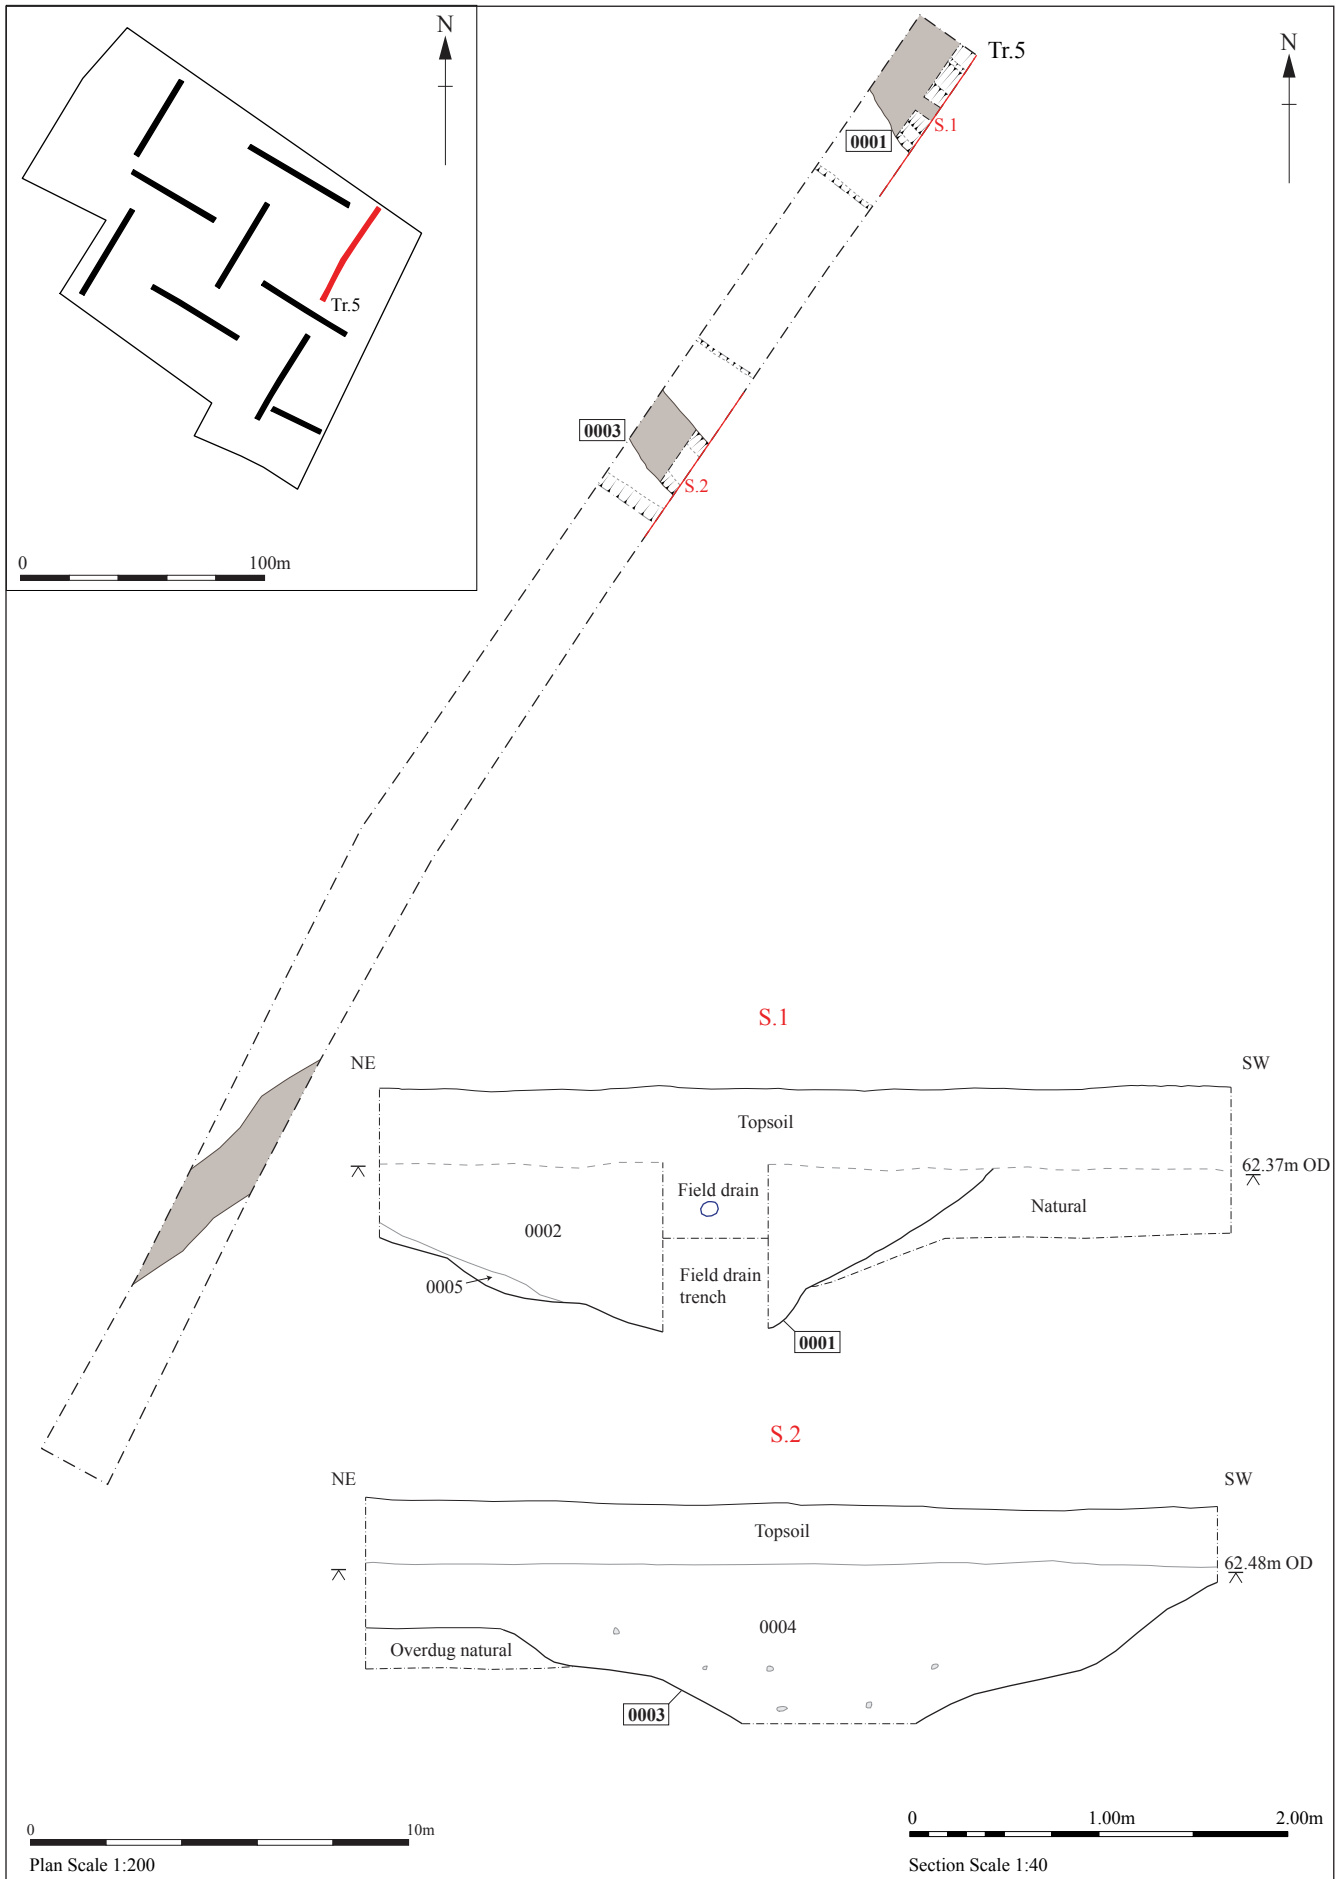 N
Tr.5
0
100m
Tr.5
N
0001
S.1
0003
S.2
S.1
NE
SW
Topsoil
62.37m OD
Field drain
Natural
0002
0005
Field drain
trench
0001
S.2
NE
SW
Topsoil
62.48m OD
0004
Overdug natural
0003
0
10m
Plan Scale 1:200
0
1.00m
2.00m
Section Scale 1:40